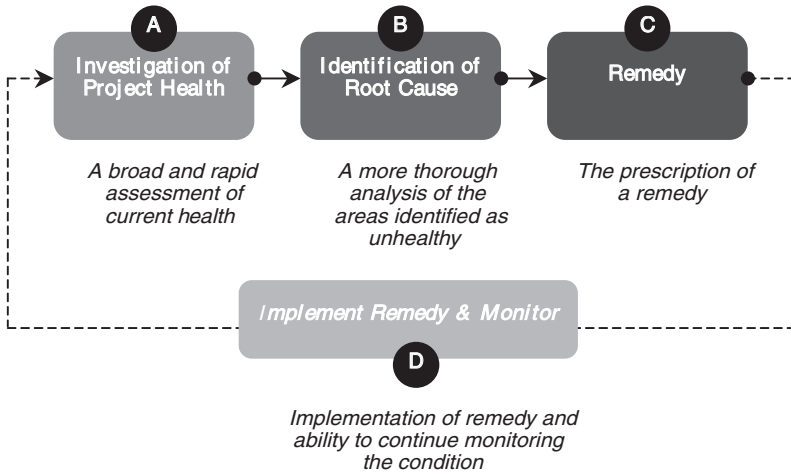 A
Investigation of
Project Health
A broad and rapid
assessment of
current health
B
Identification of
Root Cause
A more thorough
analysis of the
areas identified as
unhealthy
C
Remedy
The prescription of
a remedy
Implement Remedy & Monitor
D
Implementation of remedy and
ability to continue monitoring
the condition